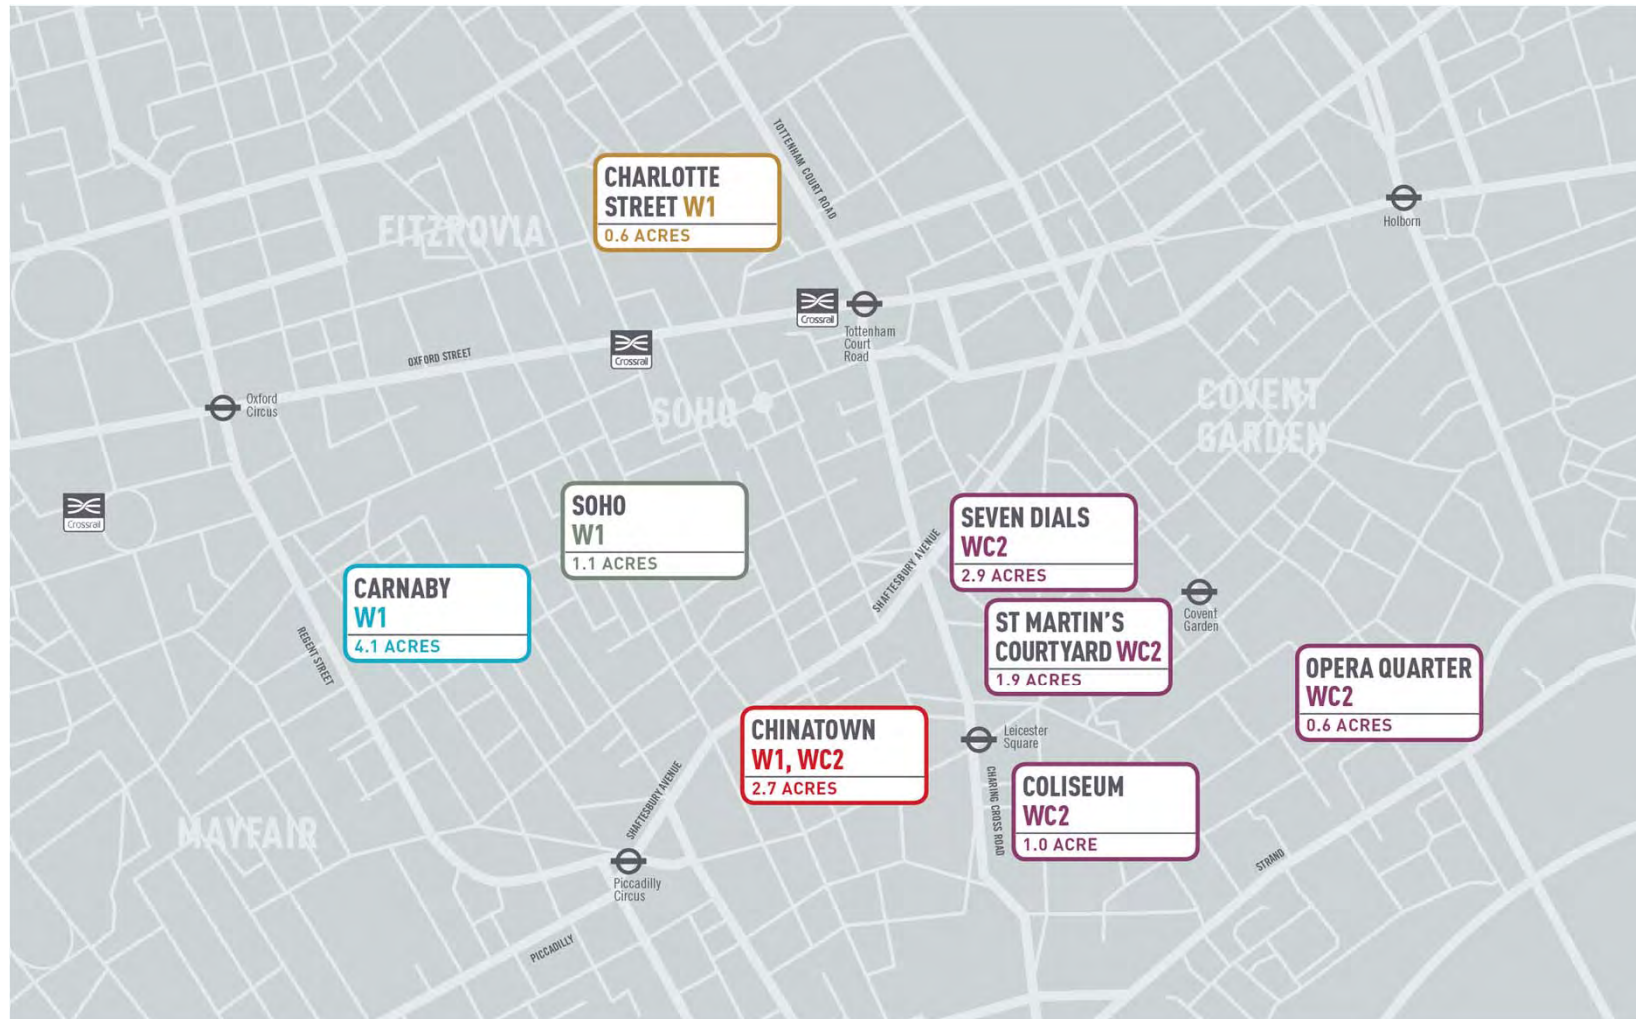 TOTTENHAM COURT ROAD
CHARLOTTE
STREET W1
0.6 ACRES
FITZROVIA
Holborn
Crossrail
Tottenham
Court
Road
Crossrail
OXFORD STREET
Oxford
Circus
SOHO
COVENT
GARDEN
Crossrail
SOHO
W1
1.1 ACRES
SEVEN DIALS
WC2
2.9 ACRES
SHAFTESBURY AVENUE
CARNABY
W1
4.1 ACRES
REGENT STREET
Covent
Garden
ST MARTIN'S
COURTYARD WC2
1.9 ACRES
OPERA QUARTER
WC2
0.6 ACRES
CHINATOWN
W1, WC2
2.7 ACRES
Leicester
Square
SHAFTESBURY AVENUE
CHARING CROSS ROAD
COLISEUM
WC2
1.0 ACRE
MAYFAIR
STRAND
Piccadilly
Circus
PICCADILLY